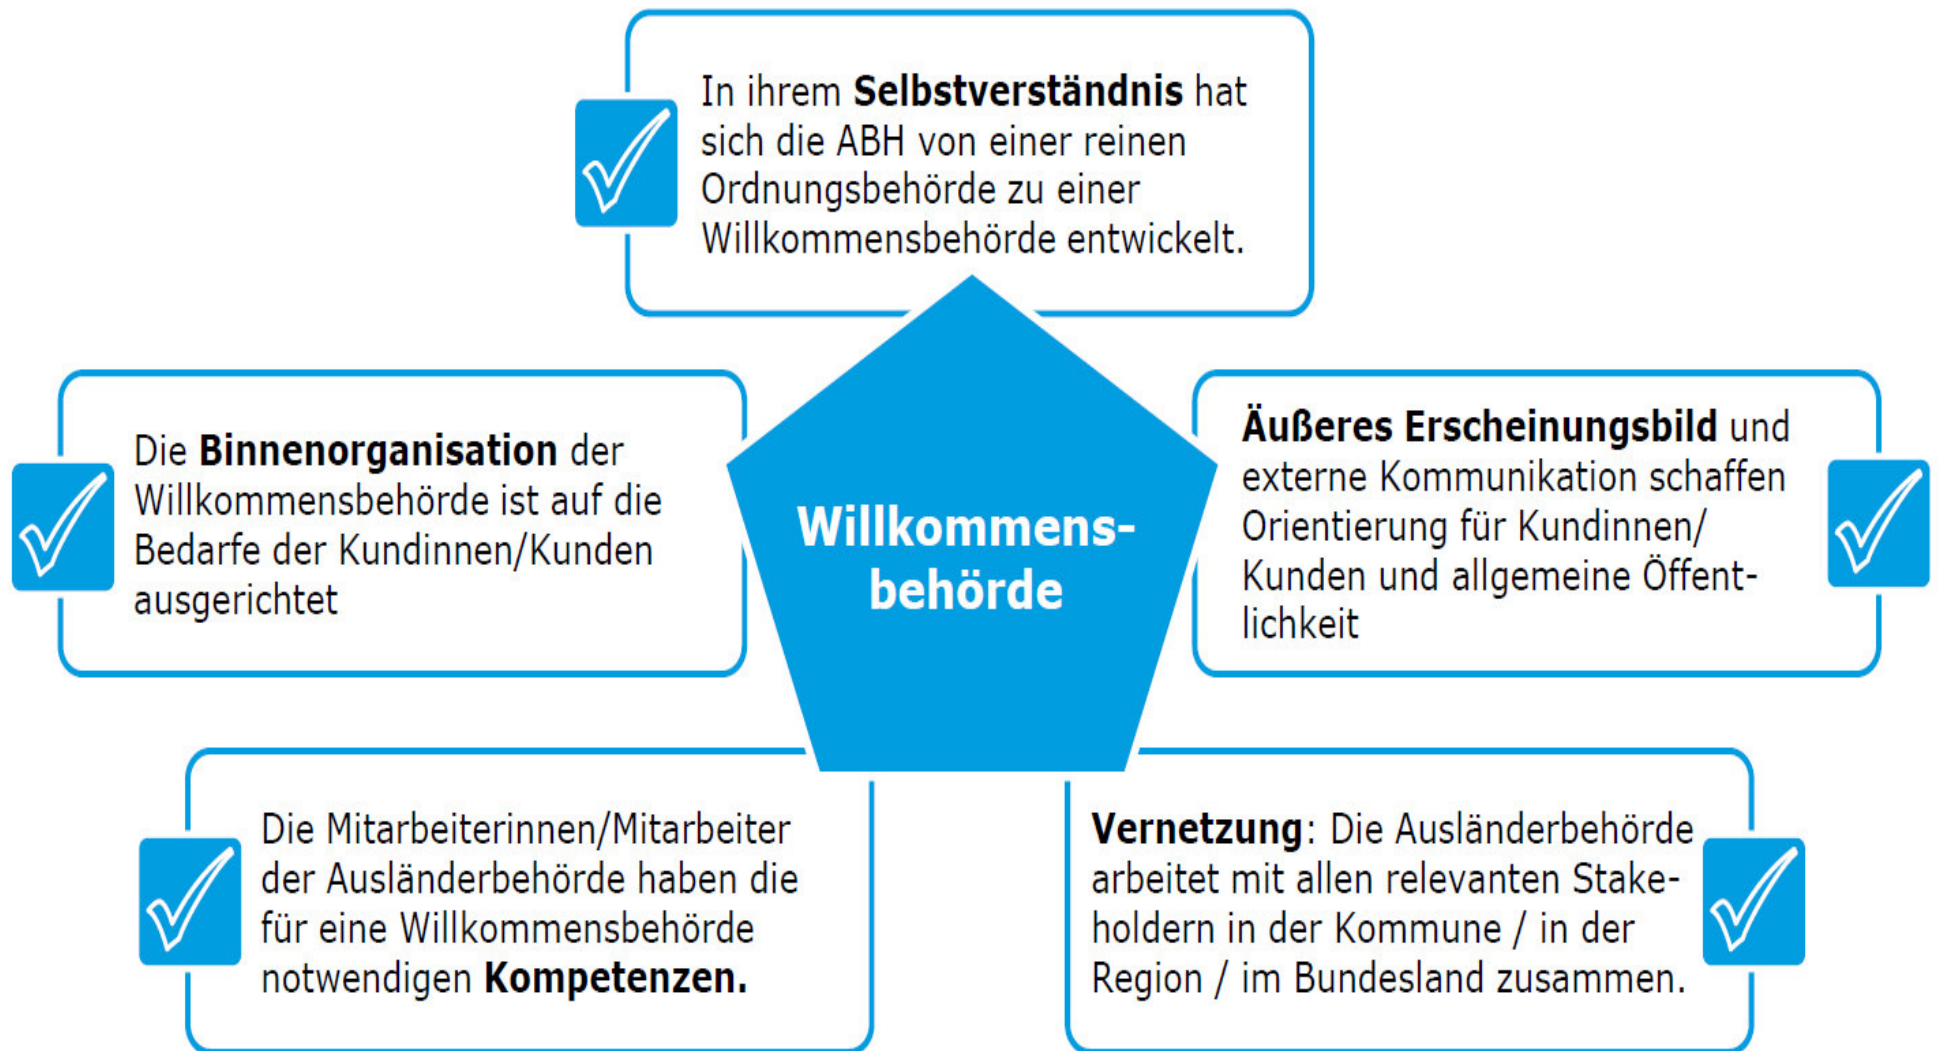 In ihrem Selbstverständnis hat
sich die ABH von einer reinen
Ordnungsbehörde zu einer
Willkommensbehörde entwickelt.
Die Binnenorganisation der
Willkommensbehörde ist auf die
Bedarfe der Kundinnen/Kunden
ausgerichtet
Willkommens-
behörde
Äußeres Erscheinungsbild und
externe Kommunikation schaffen
Orientierung für Kundinnen/
Kunden und allgemeine Öffent-
lichkeit
Die Mitarbeiterinnen/Mitarbeiter
der Ausländerbehörde haben die
für eine Willkommensbehörde
notwendigen Kompetenzen.
Vernetzung: Die Ausländerbehörde
arbeitet mit allen relevanten Stake-
holdern in der Kommune / in der
Region / im Bundesland zusammen.